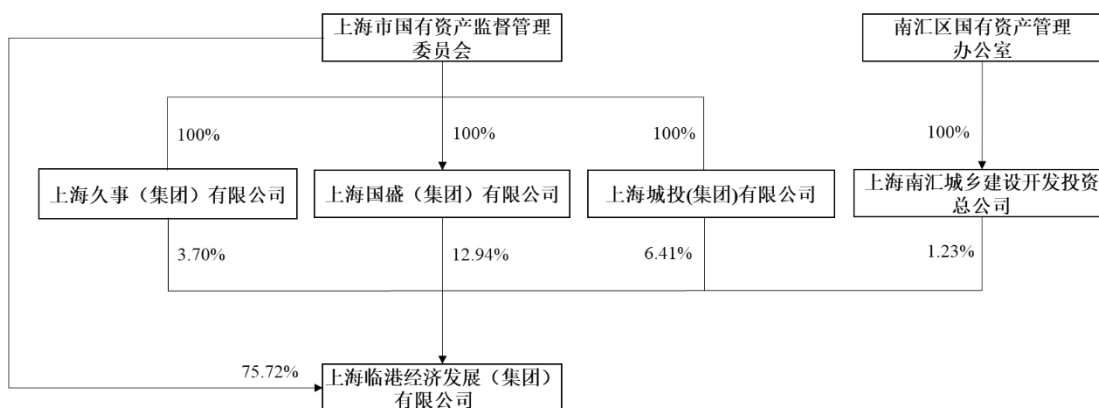 上海市国有资产监督管理
委员会
南汇区国有资产管理
办公室
100%
100%
100%
100%
上海久事（集团）有限公司
上海国盛（集团）有限公司
上海城投(集团)有限公司
上海南汇城乡建设开发投资
总公司
3.70%
12.94%
6.41%
1.23%
75.72%
上海临港经济发展（集团）
有限公司